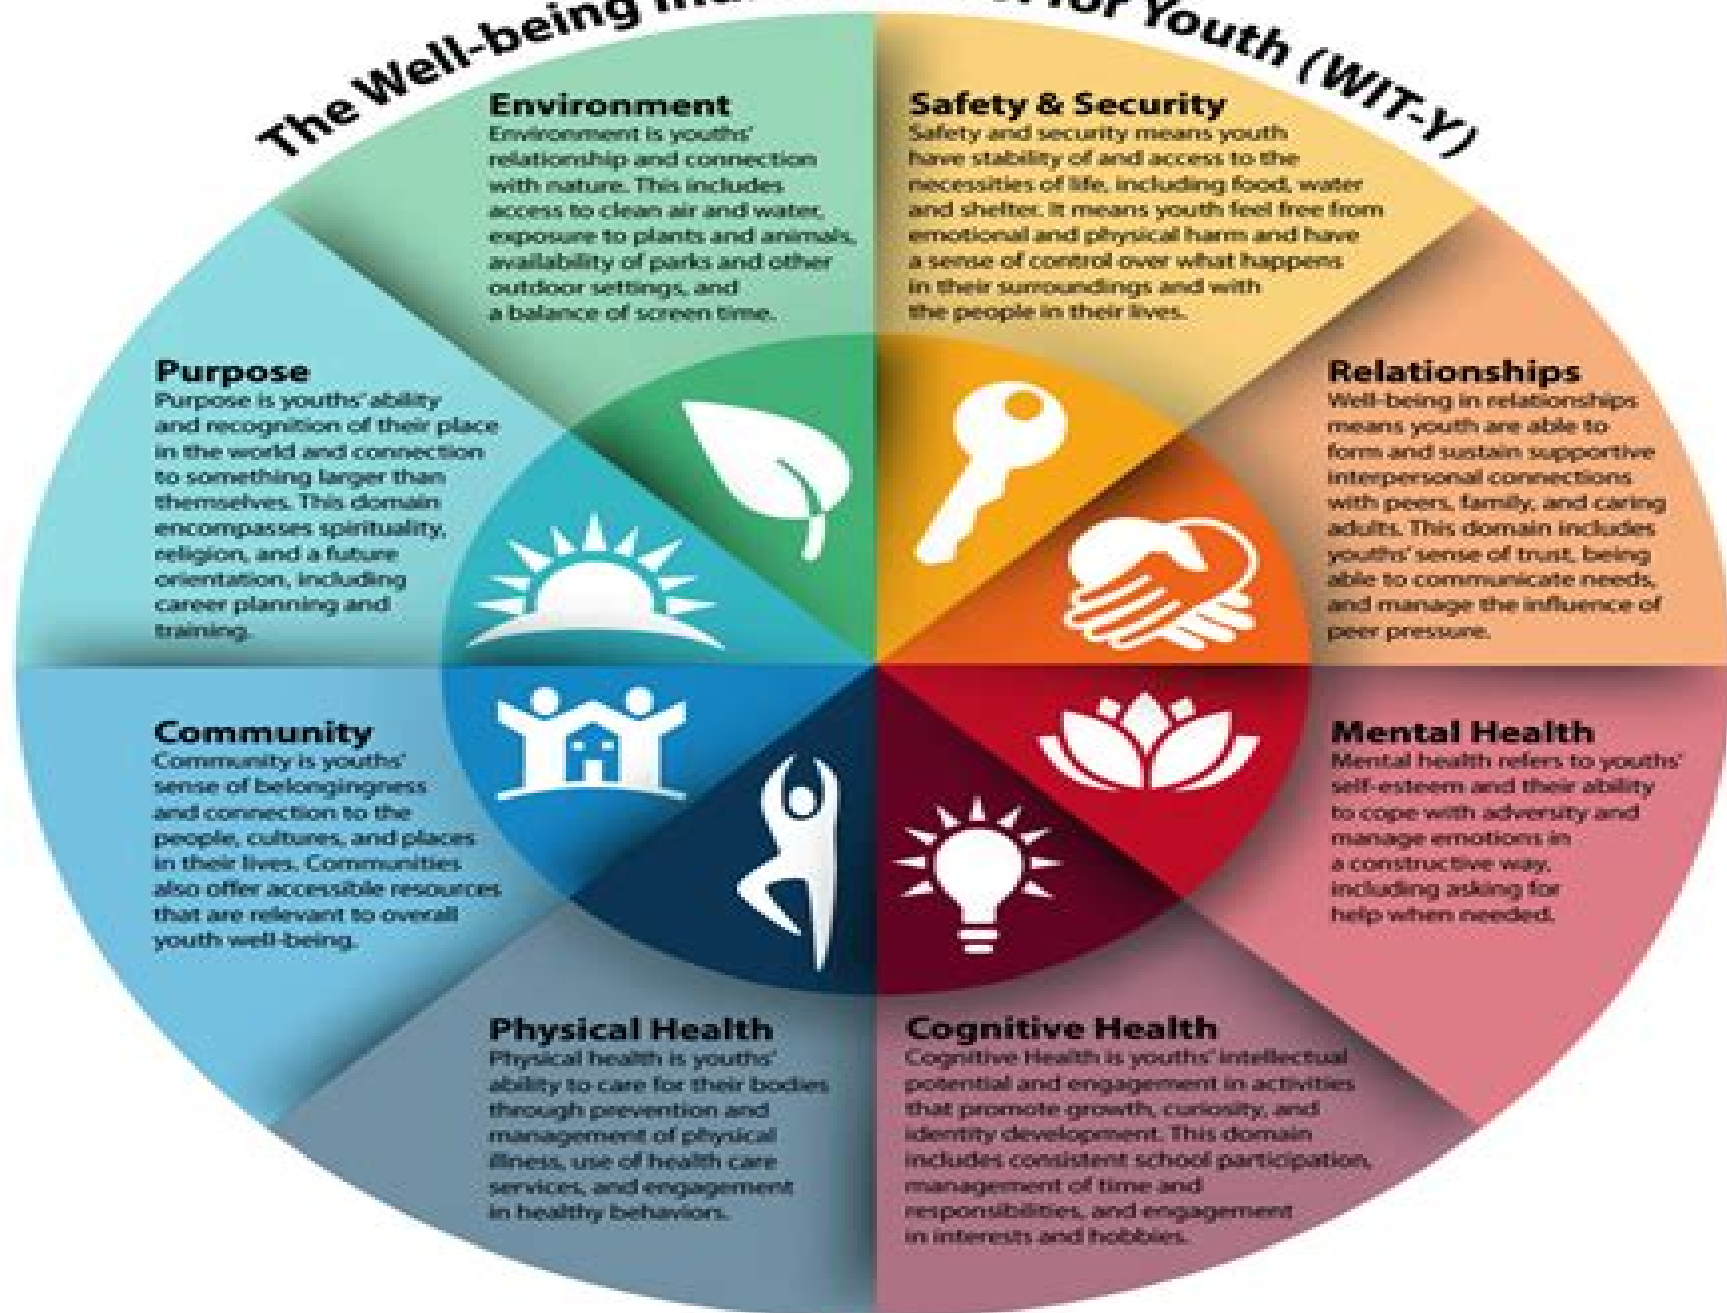 The Well-being for Youth (WIT-Y)
Environment
Environment is youths'
relationship and connection
with nature. This includes
access to clean air and water,
exposure to plants and animals,
availability of parks and other
outdoor settings, and
a balance of screen time.
Safety & Security
Safety and security means youth
have stability of and access to the
necessities of life, including food, water
and shelter. It means youth feel free from
emotional and physical harm and have
a sense of control over what happens
in their surroundings and with
the people in their lives.
Relationships
Well-being in relationships
means youth are able to
form and sustain supportive
interpersonal connections
with peers, family, and caring
adults. This domain includes
youths' sense of trust, being
able to communicate needs,
and manage the influence of
peer pressure.
Mental Health
Mental health refers to youths'
self-esteem and their ability
to cope with adversity and
manage emotions in
a constructive way,
including asking for
help when needed.
Cognitive Health
Cognitive Health is youths' intellectual
potential and engagement in activities
that promote growth, curiosity, and
identity development. This domain
includes consistent school participation,
management of time and
responsibilities, and engagement
in interests and hobbies.
Physical Health
Physical health is youths'
ability to care for their bodies
through prevention and
management of physical
illness, use of health care
services, and engagement
in healthy behaviors.
Community
Community is youths'
sense of belongingness
and connection to the
people, cultures, and places
in their lives. Communities
also offer accessible resources
that are relevant to overall
youth well-being.
Purpose
Purpose is youths' ability
and recognition of their place
in the world and connection
to something larger than
themselves. This domain
encompasses spirituality,
religion, and a future
orientation, including
career planning and
training.